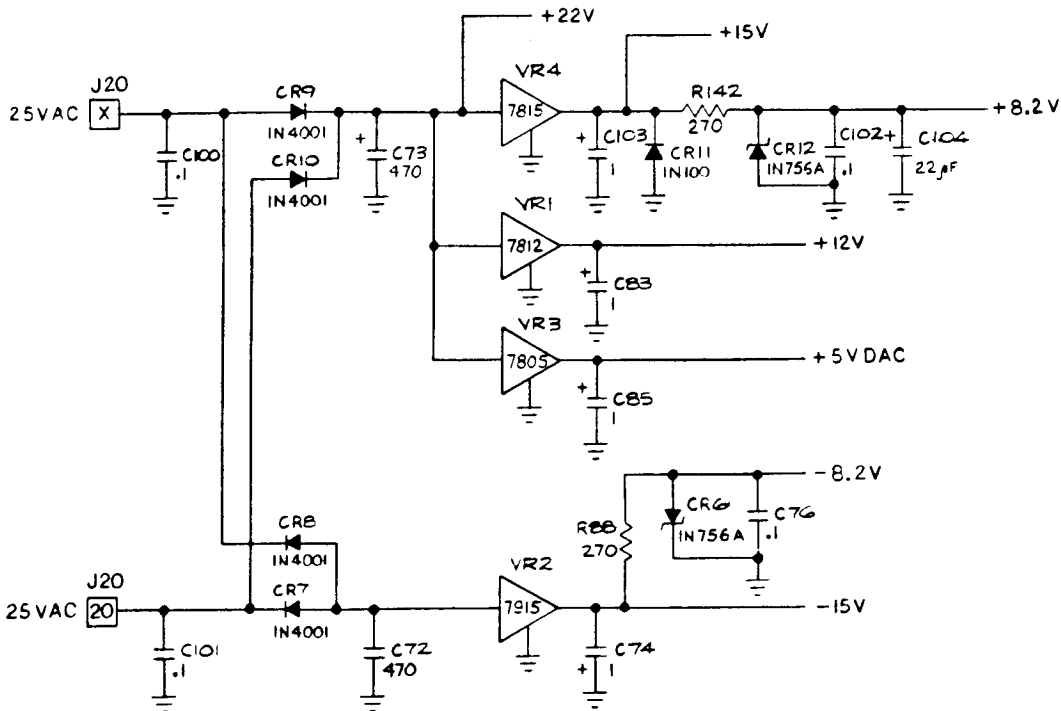 +22V
+15V
J20
25VAC X
CR9
1N4001
CR10
1N4001
C100
.1
+
C73
470
VR4
7815
+
C103
1
R142
270
CR11
1N100
CR12
1N756A
C102
.1
+
C104
22µF
+8.2V
VR1
7812
+
C83
1
+12V
VR3
7805
+
C85
1
+5V DAC
-8.2V
CR6
1N756A
C76
.1
R88
270
CR8
1N4001
J20
25VAC 20
CR7
1N4001
C101
.1
C72
470
VR2
7915
+
C74
1
-15V